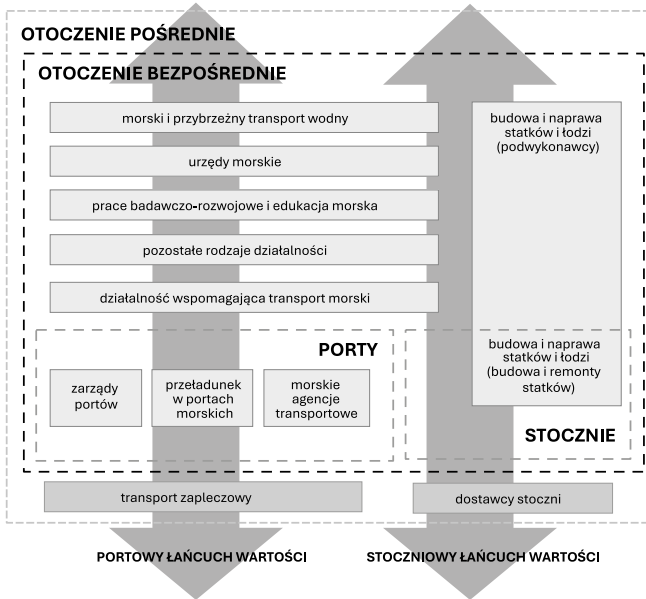 OTOCZENIE POŚREDNIE
OTOCZENIE BEZPOŚREDNIE
morski i przybrzeżny transport wodny
urzędy morskie
prace badawczo-rozwojowe i edukacja morska
pozostałe rodzaje działalności
działalność wspomagająca transport morski
budowa i naprawa
statków i łodzi
(podwykonawcy)
PORTY
zarządy
portów
przeładunek
w portach
morskich
morskie
agencje
transportowe
budowa i naprawa
statków i łodzi
(budowa i remonty
statków)
STOCZNIE
transport zapleczowy
dostawcy stoczni
PORTOWY ŁAŃCUCH WARTOŚCI
STOCZNIOWY ŁAŃCUCH WARTOŚCI